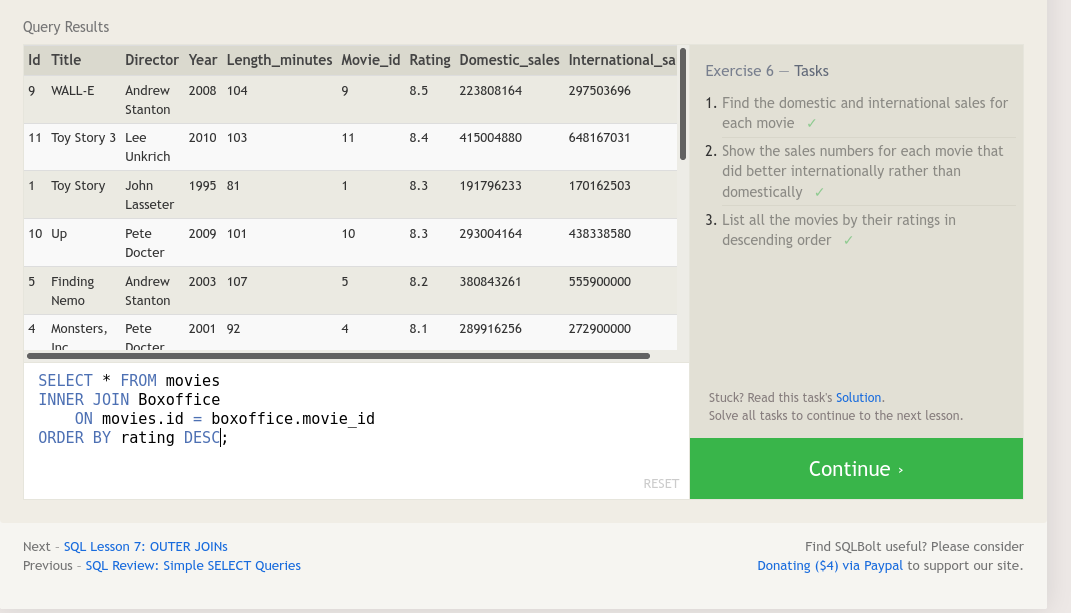 Query Results
Id Title Director Year Length_minutes Movie_id Rating Domestic_sales International_sa
9 WALL-E Andrew Stanton 2008 104 9 8.5 223808164 297503696
11 Toy Story 3 Lee Unkrich 2010 103 11 8.4 415004880 648167031
1 Toy Story John Lasseter 1995 81 1 8.3 191796233 170162503
10 Up Pete Docter 2009 101 10 8.3 293004164 438338580
5 Finding Nemo Andrew Stanton 2003 107 5 8.2 380843261 555900000
4 Monsters, Inc. Pete Docter 2001 92 4 8.1 289916256 272900000
SELECT * FROM movies
INNER JOIN Boxoffice
ON movies.id = boxoffice.movie_id
ORDER BY rating DESC;
RESET
Exercise 6 — Tasks
1. Find the domestic and international sales for
each movie ✓
2. Show the sales numbers for each movie that
did better internationally rather than
domestically ✓
3. List all the movies by their ratings in
descending order ✓
Stuck? Read this task's Solution.
Solve all tasks to continue to the next lesson.
Continue ›
Next - SQL Lesson 7: OUTER JOINs
Previous - SQL Review: Simple SELECT Queries
Find SQLBolt useful? Please consider
Donating ($4) via Paypal to support our site.